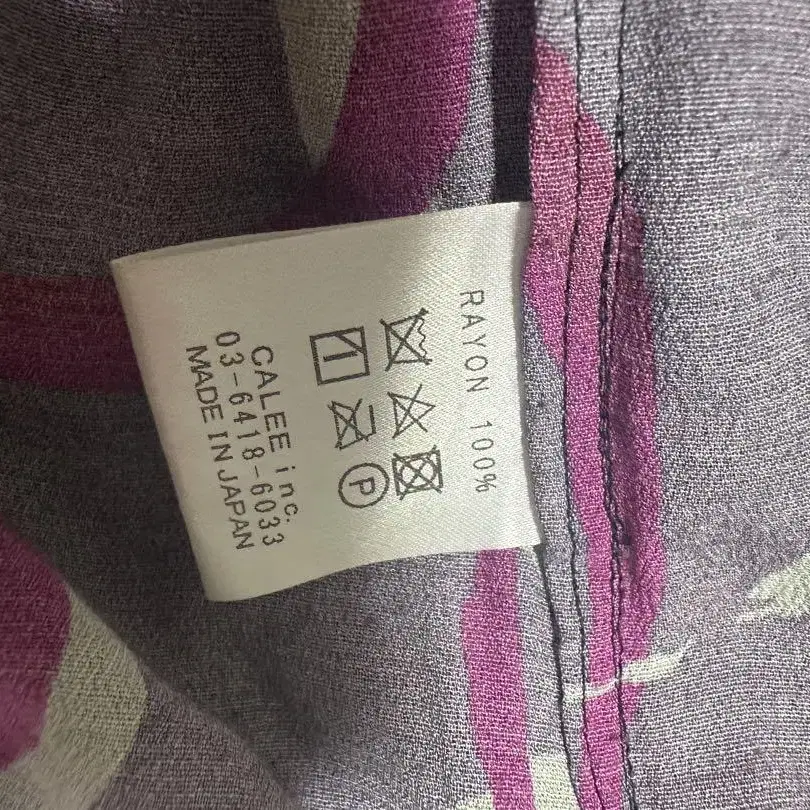 RAYON 100%
P
CALEE inc.
03-6418-6033
MADE IN JAPAN